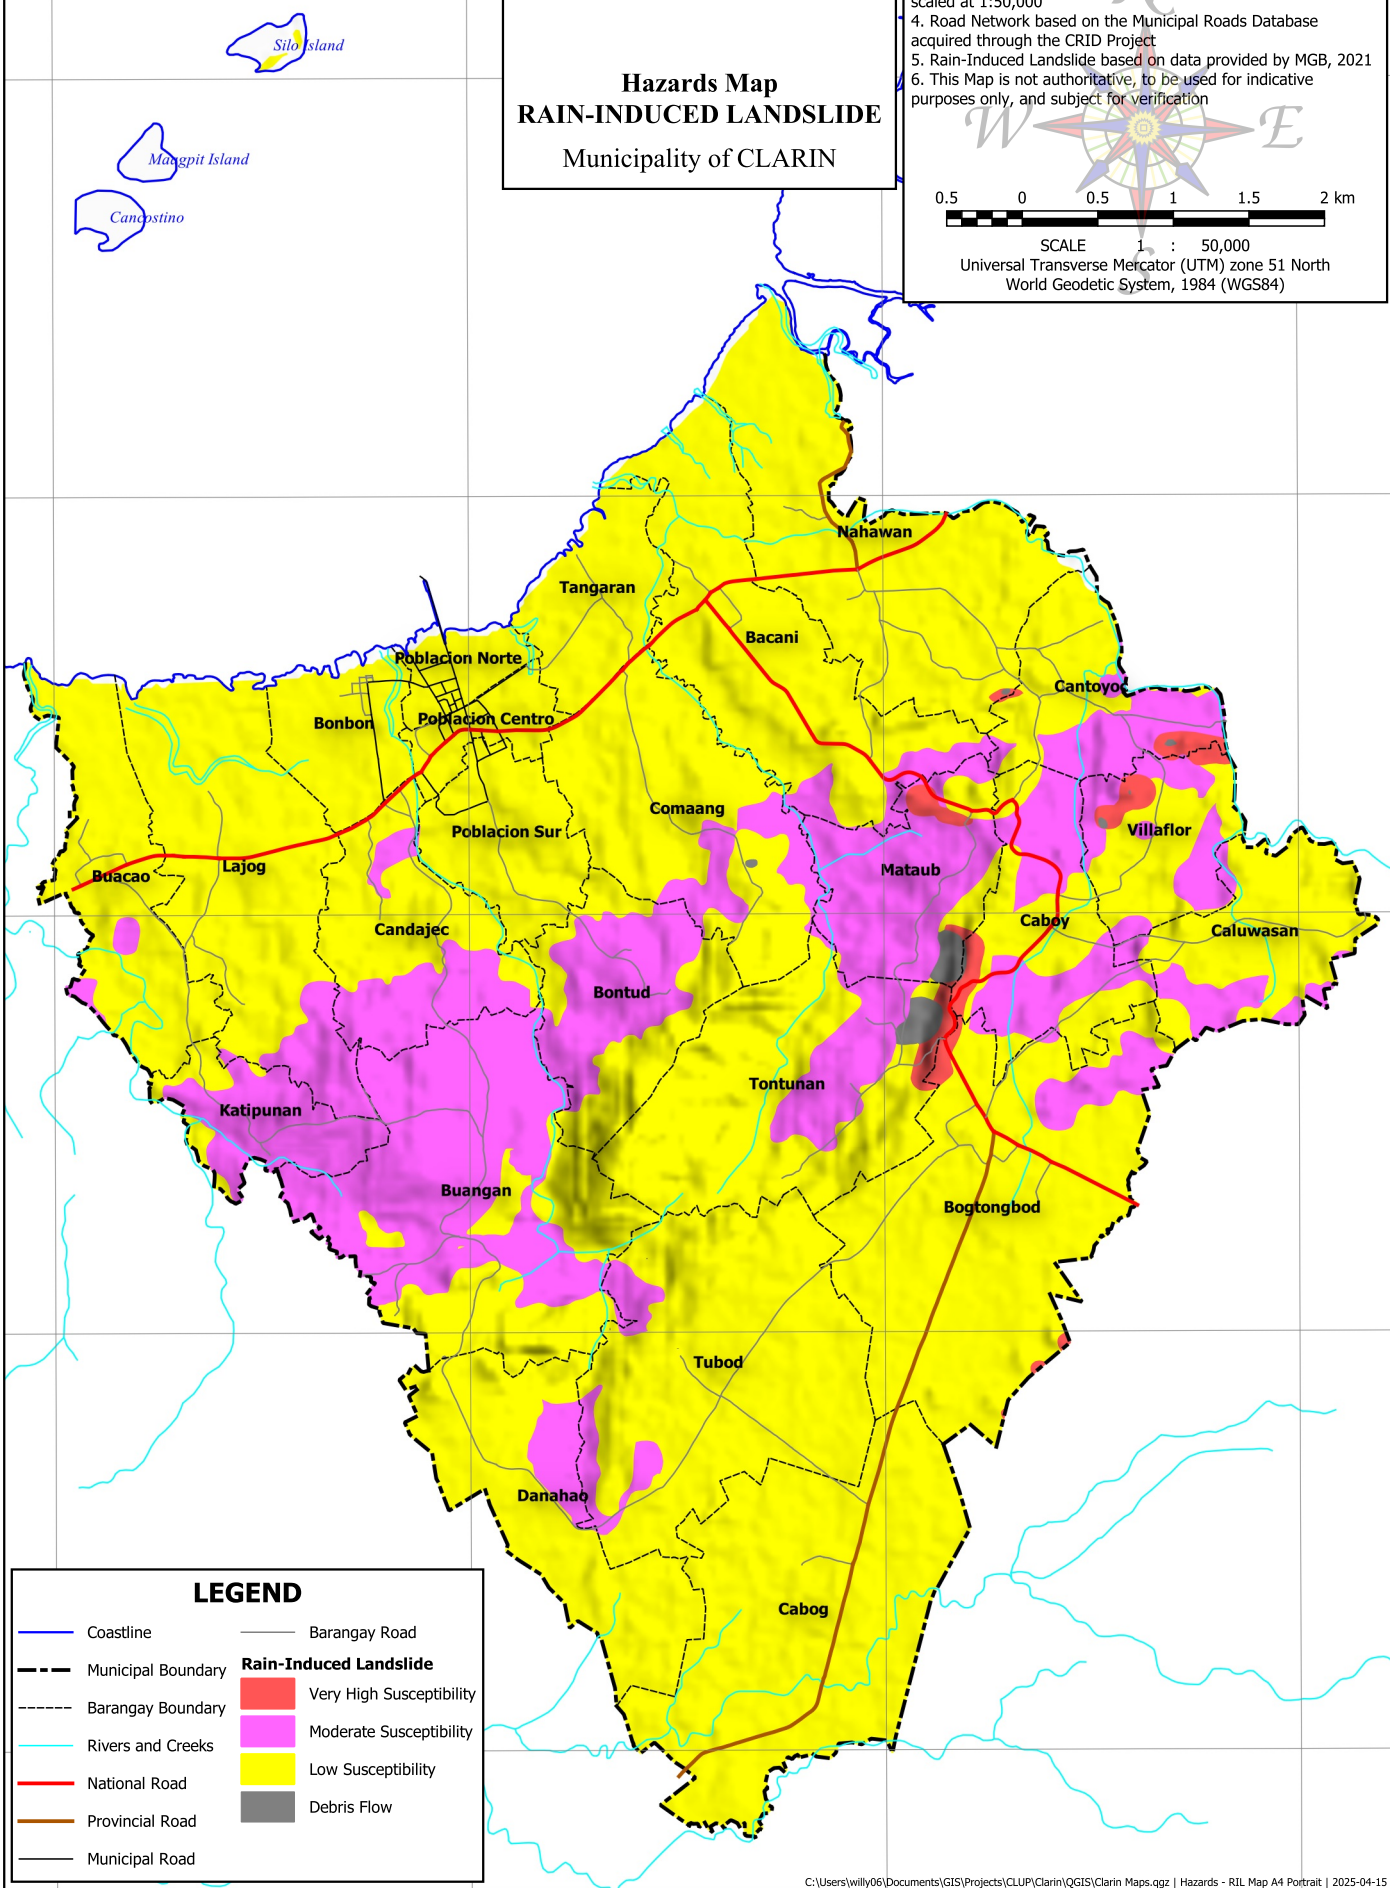 scaled at 1:50,000
4. Road Network based on the Municipal Roads Database
acquired through the CRID Project
5. Rain-Induced Landslide based on data provided by MGB, 2021
6. This Map is not authoritative, to be used for indicative
purposes only, and subject for verification
W
E
S
0.5 0 0.5 1 1.5 2 km
SCALE 1 : 50,000
Universal Transverse Mercator (UTM) zone 51 North
World Geodetic System, 1984 (WGS84)
Hazards Map
RAIN-INDUCED LANDSLIDE
Municipality of CLARIN
Silo Island
Maagpit Island
Cancostino
Nahawan
Tangaran
Bacani
Poblacion Norte
Cantoyoc
Bonbon
Poblacion Centro
Comaang
Poblacion Sur
Villaflor
Lajog
Buacao
Mataub
Candajec
Caboy
Caluwasan
Bontud
Tontunan
Katipunan
Buangan
Bogtongbod
Tubod
Danahao
Cabog
LEGEND
Coastline
Municipal Boundary
Barangay Boundary
Rivers and Creeks
National Road
Provincial Road
Municipal Road
Barangay Road
Rain-Induced Landslide
Very High Susceptibility
Moderate Susceptibility
Low Susceptibility
Debris Flow
C:\Users\willy06\Documents\GIS\Projects\CLUP\Clarin\QGIS\Clarin Maps.qgz | Hazards - RIL Map A4 Portrait | 2025-04-15